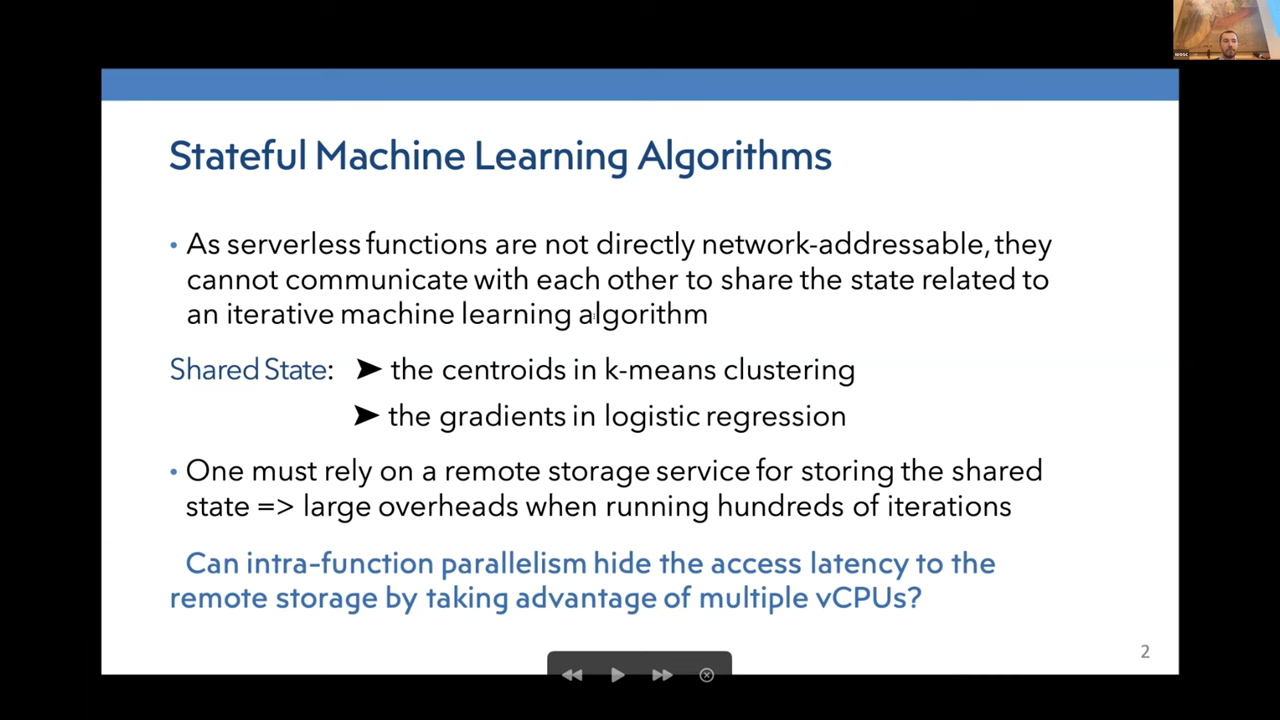 Stateful Machine Learning Algorithms
• As serverless functions are not directly network-addressable, they
cannot communicate with each other to share the state related to
an iterative machine learning algorithm
Shared State: ➤ the centroids in k-means clustering
➤ the gradients in logistic regression
• One must rely on a remote storage service for storing the shared
state => large overheads when running hundreds of iterations
Can intra-function parallelism hide the access latency to the
remote storage by taking advantage of multiple vCPUs?
2